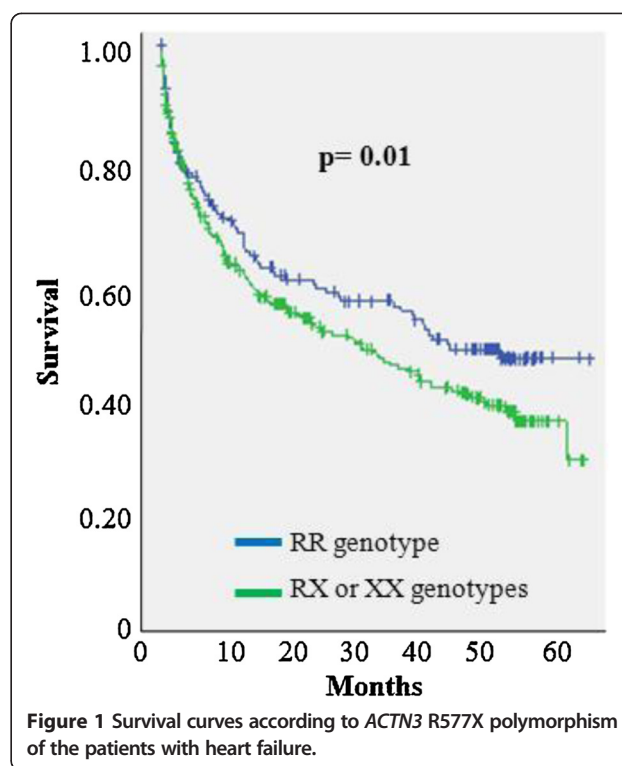 1.00
0.80
0.60
0.40
0.20
0
Survival
p= 0.01
RR genotype
RX or XX genotypes
0 10 20 30 40 50 60
Months
Figure 1 Survival curves according to ACTN3 R577X polymorphism
of the patients with heart failure.